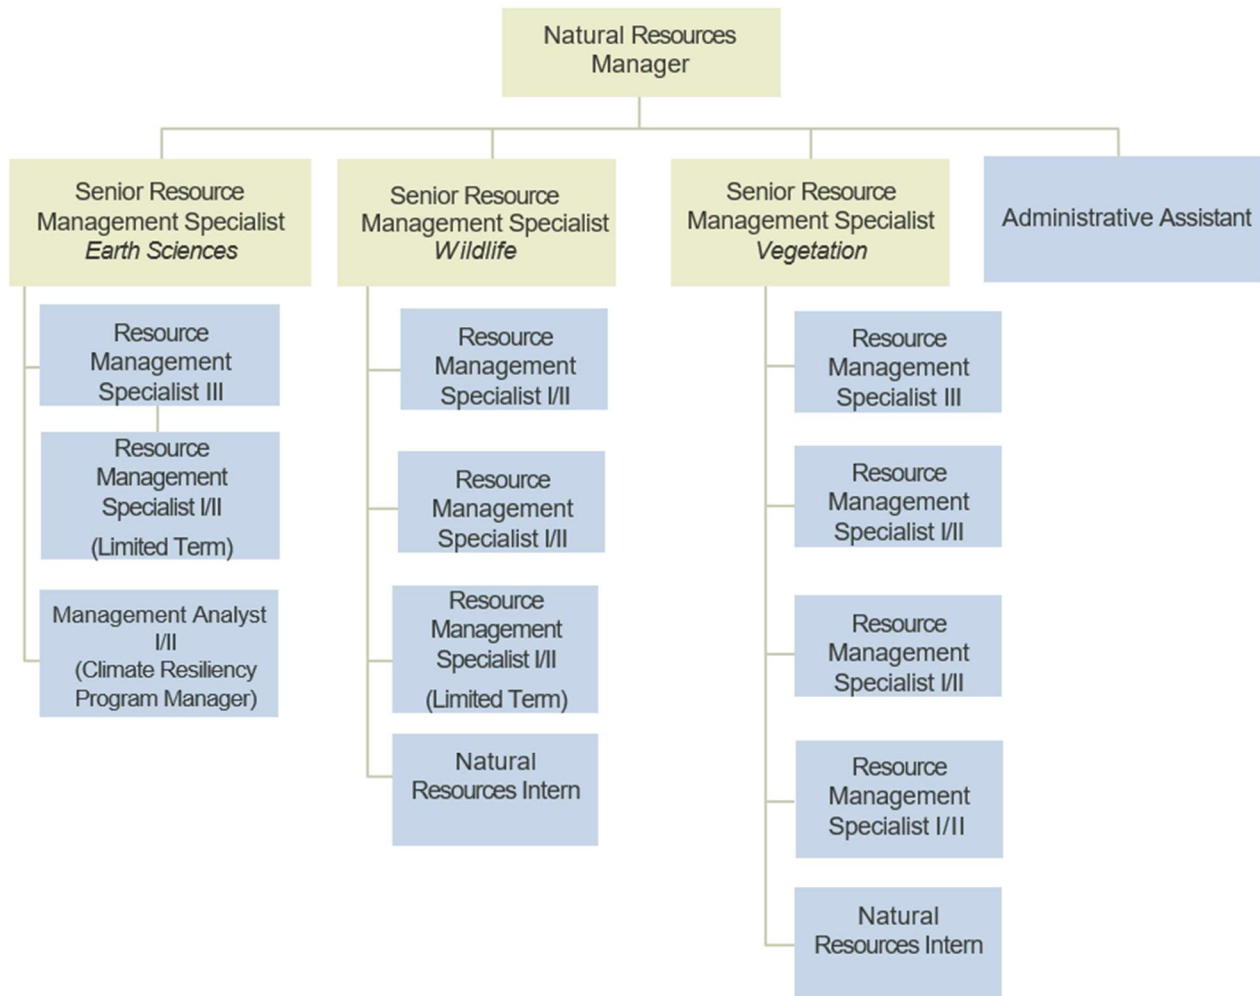 Natural Resources
Manager
Senior Resource
Management Specialist
Earth Sciences
Senior Resource
Management Specialist
Wildlife
Senior Resource
Management Specialist
Vegetation
Administrative Assistant
Resource
Management
Specialist III
Resource
Management
Specialist I/II
(Limited Term)
Management Analyst
I/II
(Climate Resiliency
Program Manager)
Resource
Management
Specialist I/II
Resource
Management
Specialist I/II
Resource
Management
Specialist I/II
(Limited Term)
Natural
Resources Intern
Resource
Management
Specialist III
Resource
Management
Specialist I/II
Resource
Management
Specialist I/II
Resource
Management
Specialist I/II
Natural
Resources Intern